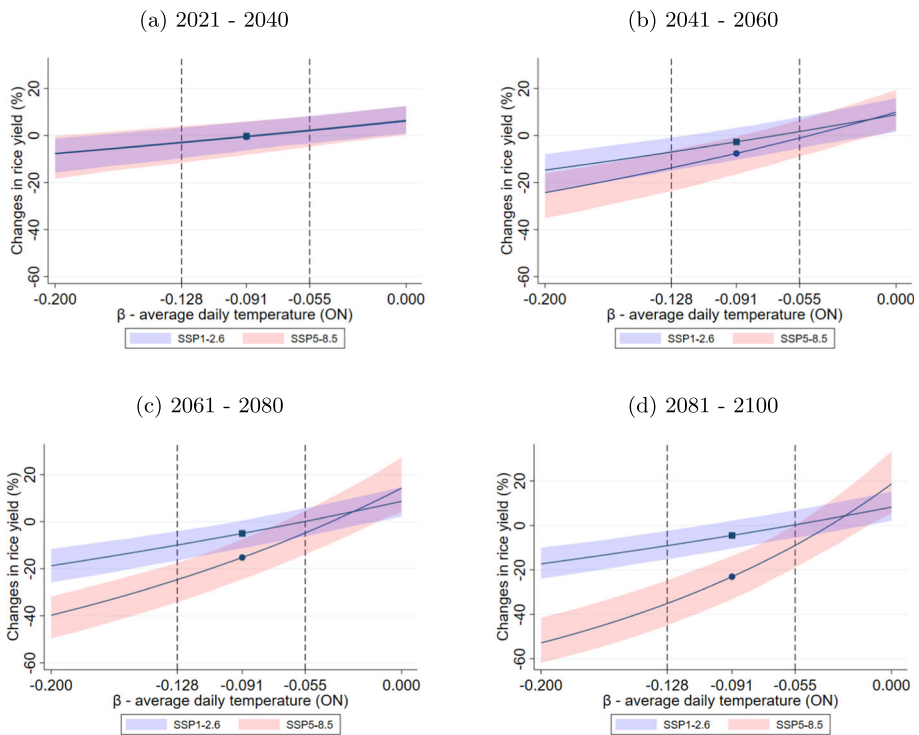 (a) 2021 - 2040
Changes in rice yield (%)
20
0
-20
-40
-60
-0.200 -0.128 -0.091 -0.055 0.000
β - average daily temperature (ON)
SSP1-2.6 SSP5-8.5
(b) 2041 - 2060
Changes in rice yield (%)
20
0
-20
-40
-60
-0.200 -0.128 -0.091 -0.055 0.000
β - average daily temperature (ON)
SSP1-2.6 SSP5-8.5
(c) 2061 - 2080
Changes in rice yield (%)
20
0
-20
-40
-60
-0.200 -0.128 -0.091 -0.055 0.000
β - average daily temperature (ON)
SSP1-2.6 SSP5-8.5
(d) 2081 - 2100
Changes in rice yield (%)
20
0
-20
-40
-60
-0.200 -0.128 -0.091 -0.055 0.000
β - average daily temperature (ON)
SSP1-2.6 SSP5-8.5